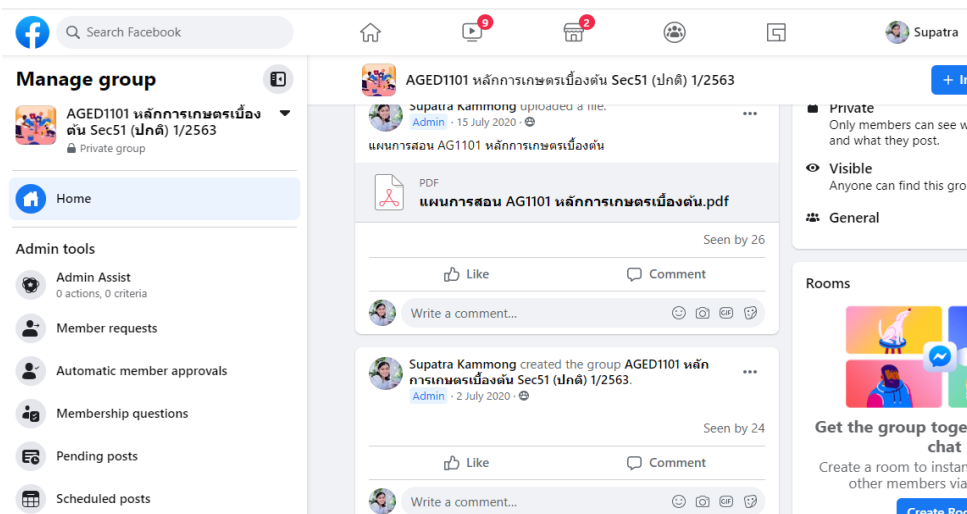 Search Facebook
9
2
Supatra
Manage group
AGED1101 หลักการเกษตรเบื้อง
ต้น Sec51 (ปกติ) 1/2563
Private group
Home
Admin tools
Admin Assist
0 actions, 0 criteria
Member requests
Automatic member approvals
Membership questions
Pending posts
Scheduled posts
AGED1101 หลักการเกษตรเบื้องต้น Sec51 (ปกติ) 1/2563
Supatra Kammong uploaded a file.
Admin · 15 July 2020 ·
แผนการสอน AG1101 หลักการเกษตรเบื้องต้น
PDF
แผนการสอน AG1101 หลักการเกษตรเบื้องต้น.pdf
Seen by 26
Like
Comment
Write a comment...
GIF
Supatra Kammong created the group AGED1101 หลัก
การเกษตรเบื้องต้น Sec51 (ปกติ) 1/2563.
Admin · 2 July 2020 ·
Seen by 24
Like
Comment
Write a comment...
GIF
+ I
Private
Only members can see
and what they post.
Visible
Anyone can find this
General
Rooms
Get the group
chat
Create a room to
other members via
Create